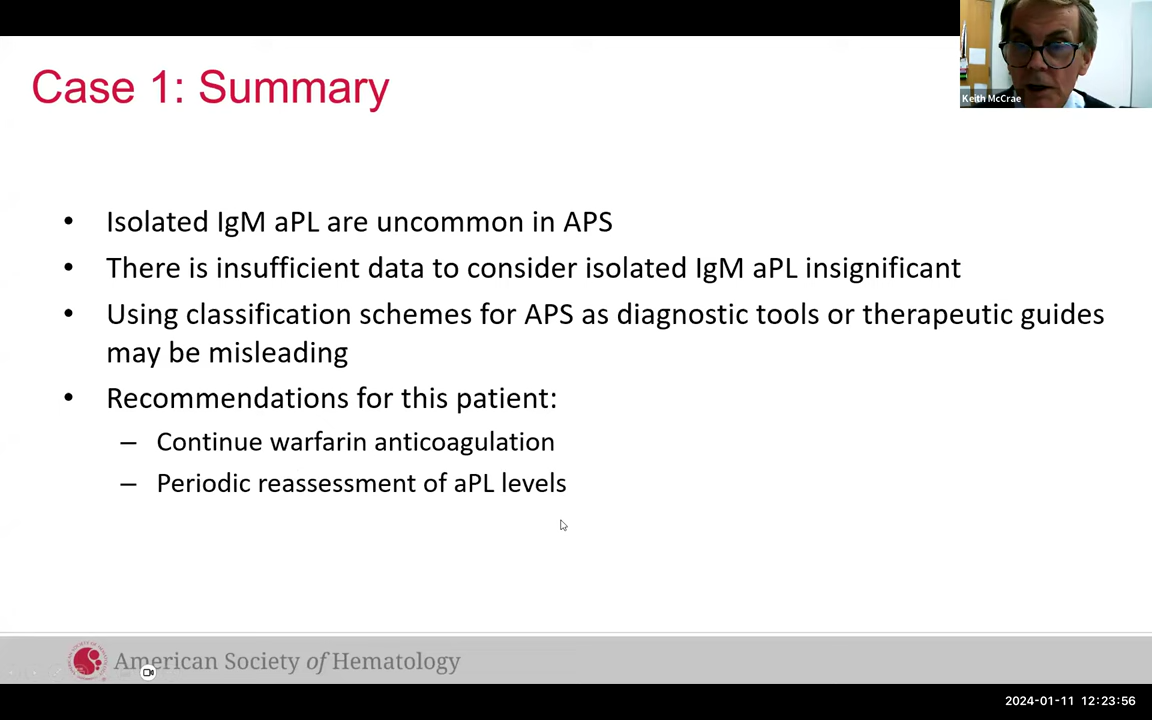 Case 1: Summary
Keith McCrae
• Isolated IgM aPL are uncommon in APS
• There is insufficient data to consider isolated IgM aPL insignificant
• Using classification schemes for APS as diagnostic tools or therapeutic guides
may be misleading
• Recommendations for this patient:
– Continue warfarin anticoagulation
– Periodic reassessment of aPL levels
American Society of Hematology
2024-01-11 12:23:56